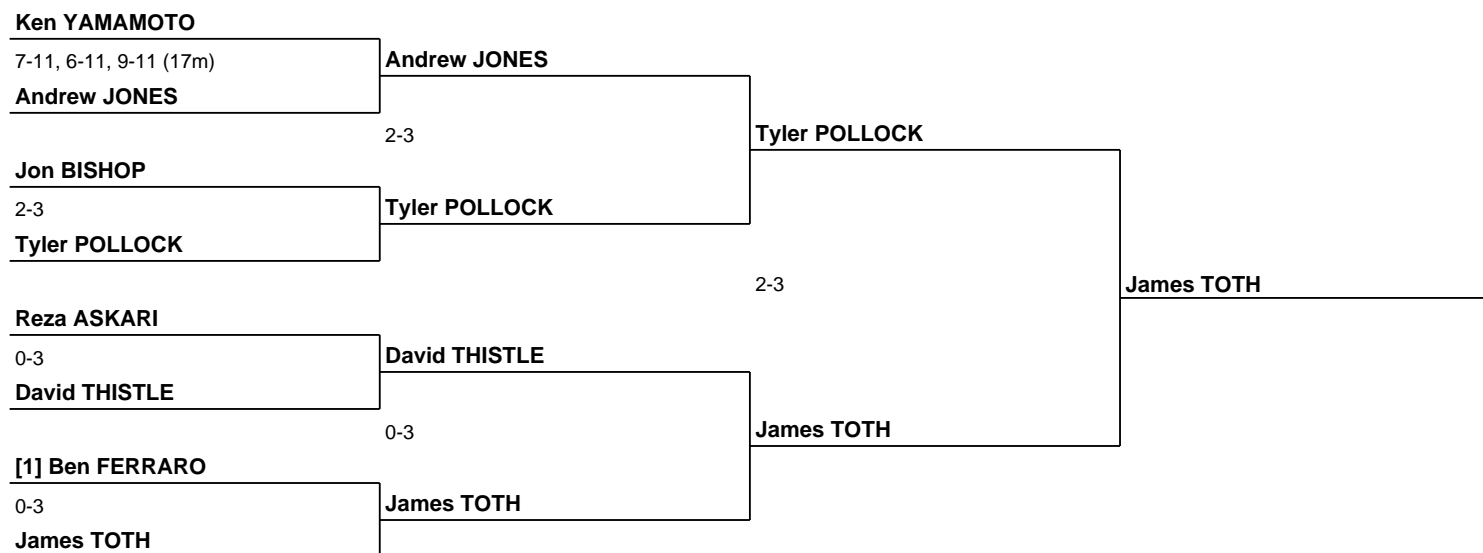 Ken YAMAMOTO
7-11, 6-11, 9-11 (17m)
Andrew JONES
Jon BISHOP
2-3
Tyler POLLOCK
Reza ASKARI
0-3
David THISTLE
[1] Ben FERRARO
0-3
James TOTH
Andrew JONES
2-3
Tyler POLLOCK
David THISTLE
0-3
James TOTH
Tyler POLLOCK
2-3
James TOTH
James TOTH